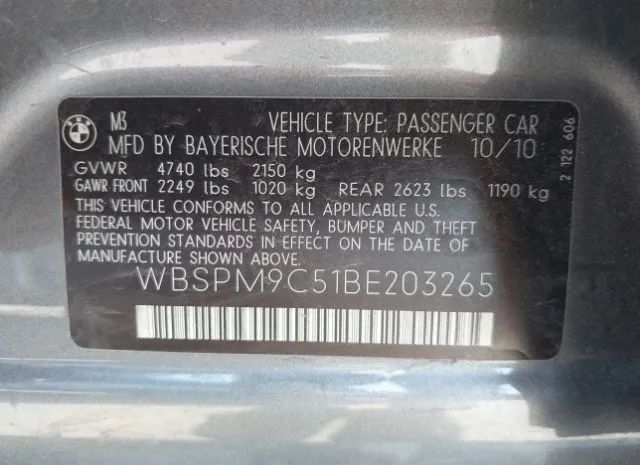 M3 VEHICLE TYPE: PASSENGER CAR
MFD BY BAYERISCHE MOTORENWERKE 10/10
GVWR 4740 lbs 2150 kg
GAWR FRONT 2249 lbs 1020 kg REAR 2623 lbs 1190 kg
THIS VEHICLE CONFORMS TO ALL APPLICABLE U.S.
FEDERAL MOTOR VEHICLE SAFETY, BUMPER AND THEFT
PREVENTION STANDARDS IN EFFECT ON THE DATE OF
MANUFACTURE SHOWN ABOVE.
WBSPM9C51BE203265
2 122 606
BMW